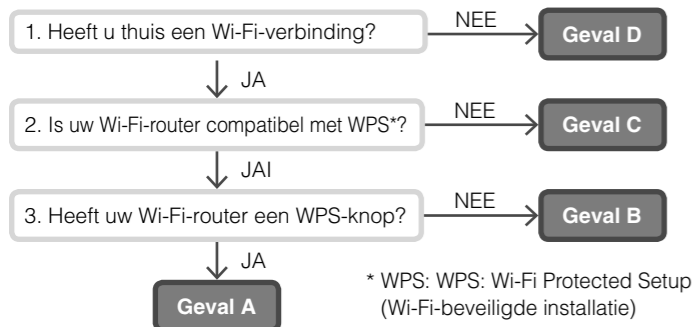 1. Heeft u thuis een Wi-Fi-verbinding?
NEE
Geval D
JA
2. Is uw Wi-Fi-router compatibel met WPS*?
NEE
Geval C
JAI
3. Heeft uw Wi-Fi-router een WPS-knop?
NEE
Geval B
JA
Geval A
* WPS: WPS: Wi-Fi Protected Setup
(Wi-Fi-beveiligde installatie)